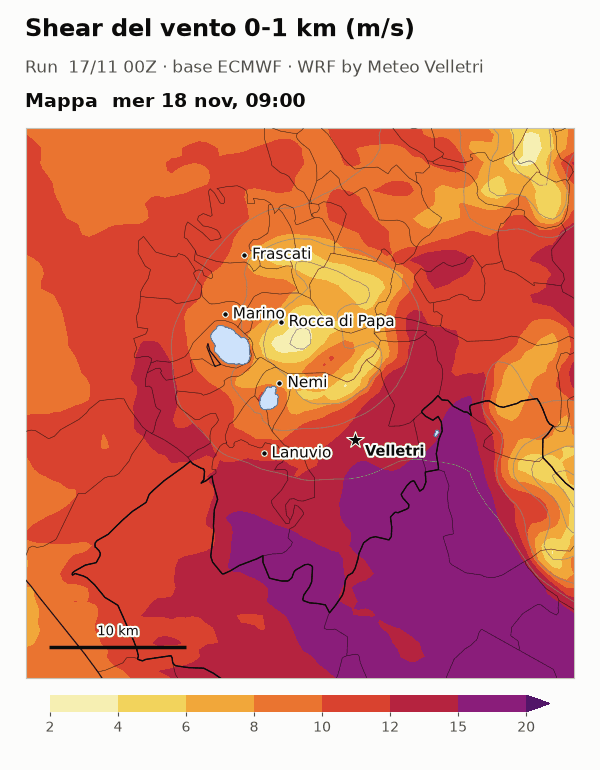 Shear del vento 0-1 km (m/s)
Run  17/11 00Z · base ECMWF · WRF by Meteo Velletri
Mappa  mer 18 nov, 09:00
Frascati
Marino
Rocca di Papa
Nemi
Velletri
Lanuvio
10 km
2 4 6 8 10 12 15 20